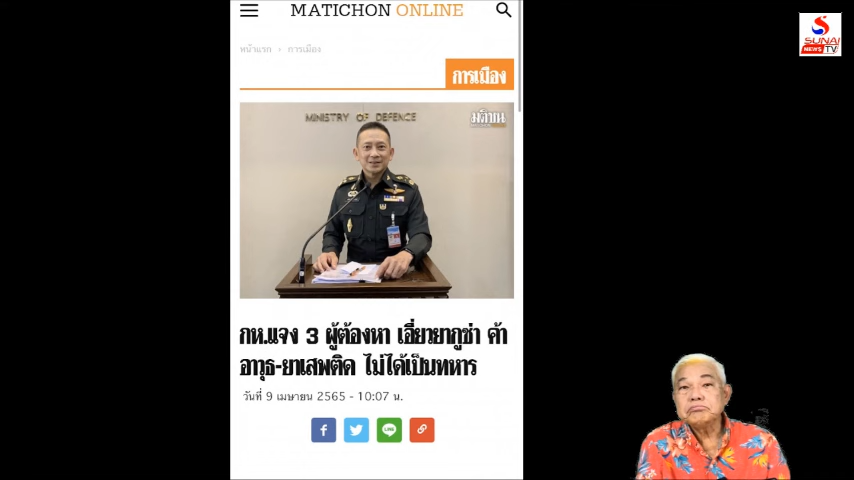 MATICHON ONLINE
SUNAI
NEWS TV
หน้าแรก › การเมือง
การเมือง
MINISTRY OF DEFENCE
มติชน
กห.แจง 3 ผู้ต้องหา เอี่ยวยากูซ่า ค้า
อาวุธ-ยาเสพติด ไม่ได้เป็นทหาร
วันที่ 9 เมษายน 2565 - 10:07 น.
LINE